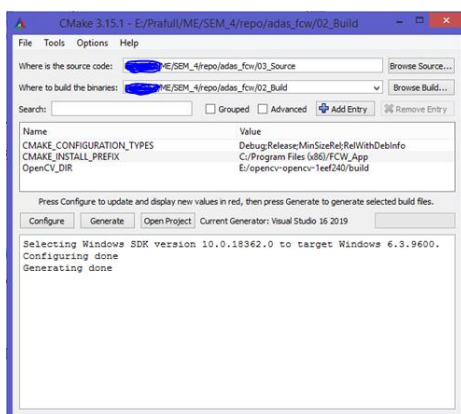 CMake 3.15.1 - E:/Prafull/ME/SEM_4/repo/adas_fcw/02_Build
File Tools Options Help
Where is the source code: ME/SEM_4/repo/adas_fcw/03_Source Browse Source...
Where to build the binaries: ME/SEM_4/repo/adas_fcw/02_Build Browse Build...
Search: Grouped Advanced Add Entry Remove Entry
Name Value
CMAKE_CONFIGURATION_TYPES Debug;Release;MinSizeRel;RelWithDebInfo
CMAKE_INSTALL_PREFIX C:/Program Files (x86)/FCW_App
OpenCV_DIR E:/opencv-opencv-1eef240/build
Press Configure to update and display new values in red, then press Generate to generate selected build files.
Configure Generate Open Project Current Generator: Visual Studio 16 2019
Selecting Windows SDK version 10.0.18362.0 to target Windows 6.3.9600.
Configuring done
Generating done